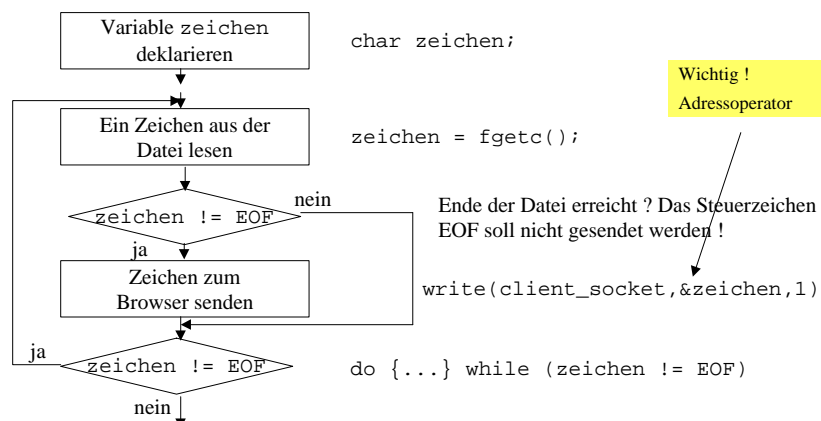 Variable zeichen
deklarieren
char zeichen;
Wichtig !
Adressoperator
Ein Zeichen aus der
Datei lesen
zeichen = fgetc();
zeichen != EOF
nein
ja
Ende der Datei erreicht ? Das Steuerzeichen
EOF soll nicht gesendet werden !
Zeichen zum
Browser senden
write(client_socket,&zeichen,1)
ja
zeichen != EOF
do {...} while (zeichen != EOF)
nein